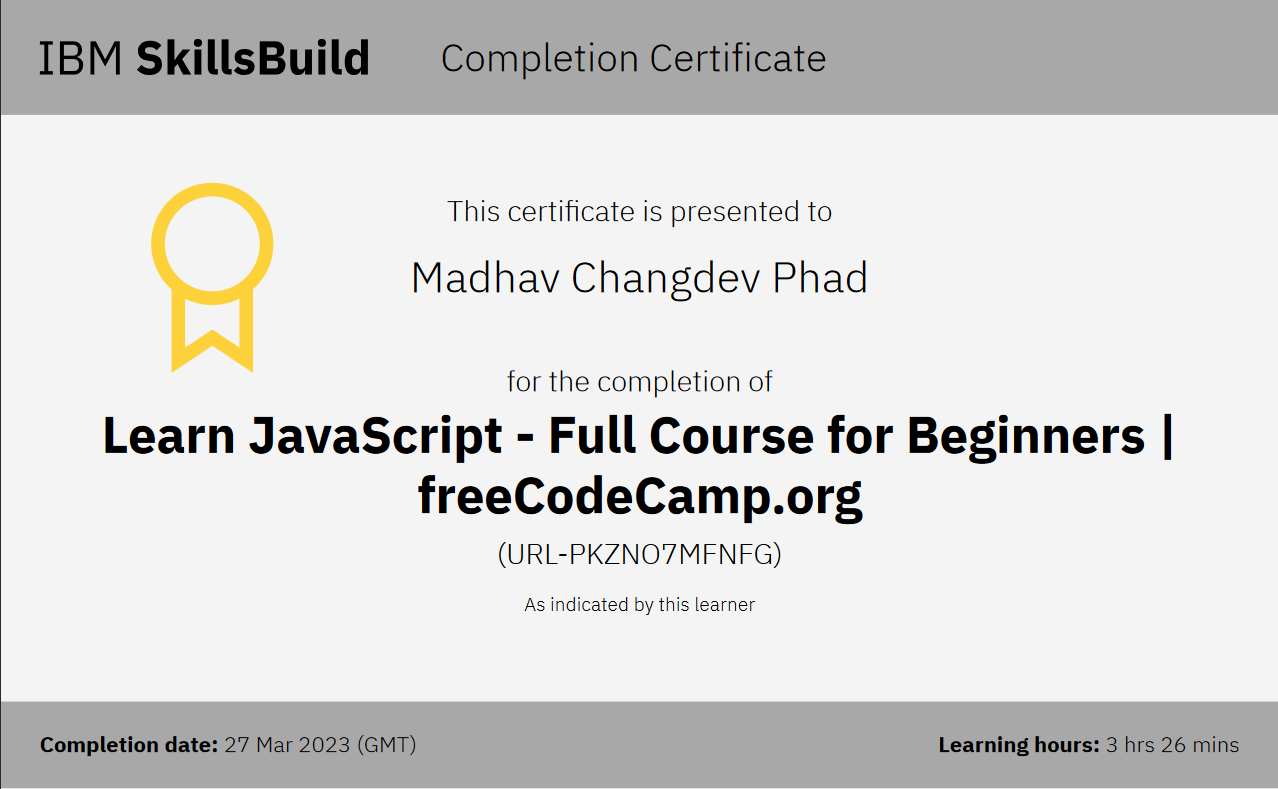 IBM SkillsBuild Completion Certificate
This certificate is presented to
Madhav Changdev Phad
for the completion of
Learn JavaScript - Full Course for Beginners |
freeCodeCamp.org
(URL-PKZNO7MFNFG)
As indicated by this learner
Completion date: 27 Mar 2023 (GMT)
Learning hours: 3 hrs 26 mins